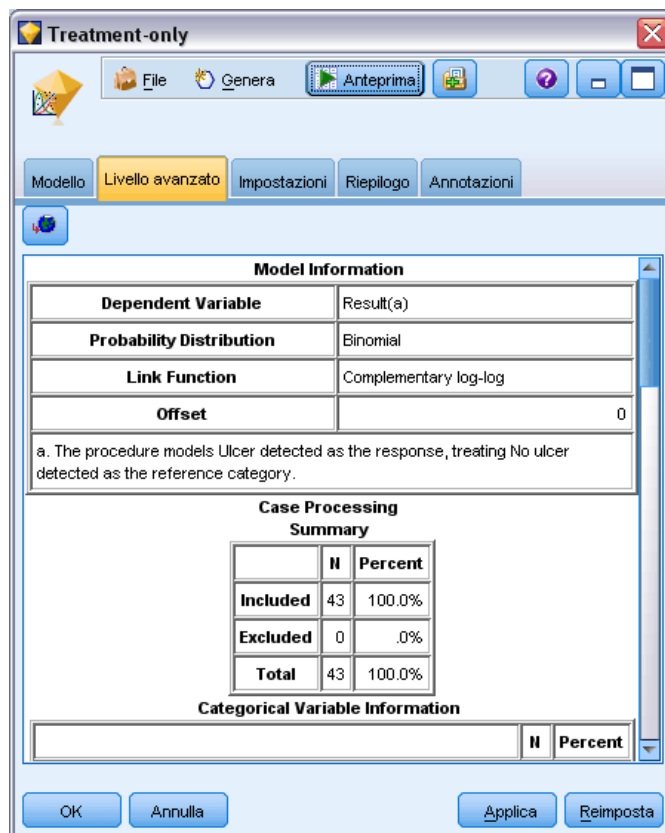 Treatment-only
File Genera Anteprima
Modello Livello avanzato Impostazioni Riepilogo Annotazioni
Model Information
Dependent Variable Result(a)
Probability Distribution Binomial
Link Function Complementary log-log
Offset 0
a. The procedure models Ulcer detected as the response, treating No ulcer
detected as the reference category.
Case Processing
Summary
N Percent
Included 43 100.0%
Excluded 0 .0%
Total 43 100.0%
Categorical Variable Information
N Percent
OK Annulla Applica Reimposta